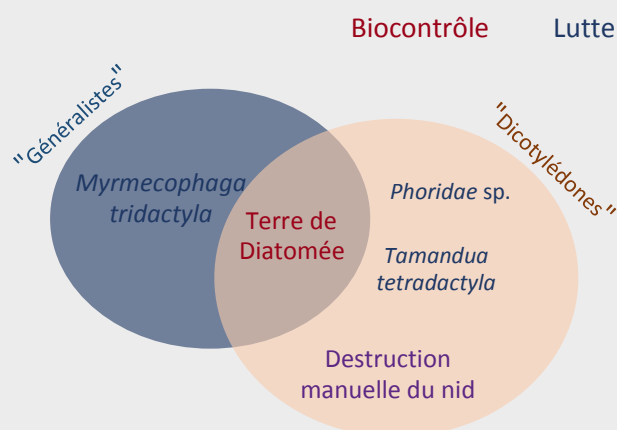 Biocontrôle Lutte
"Généralistes"
"Dicotylédones"
Myrmecophaga
tridactyla
Terre de
Diatomée
Phoridae sp.
Tamandua
tetradactyla
Destruction
manuelle du nid